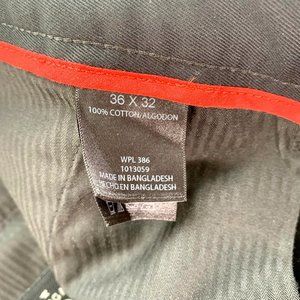 36 X 32
100% COTTON/ALGODON
WPL 386
1013059
MADE IN BANGLADESH
HECHO EN BANGLADESH